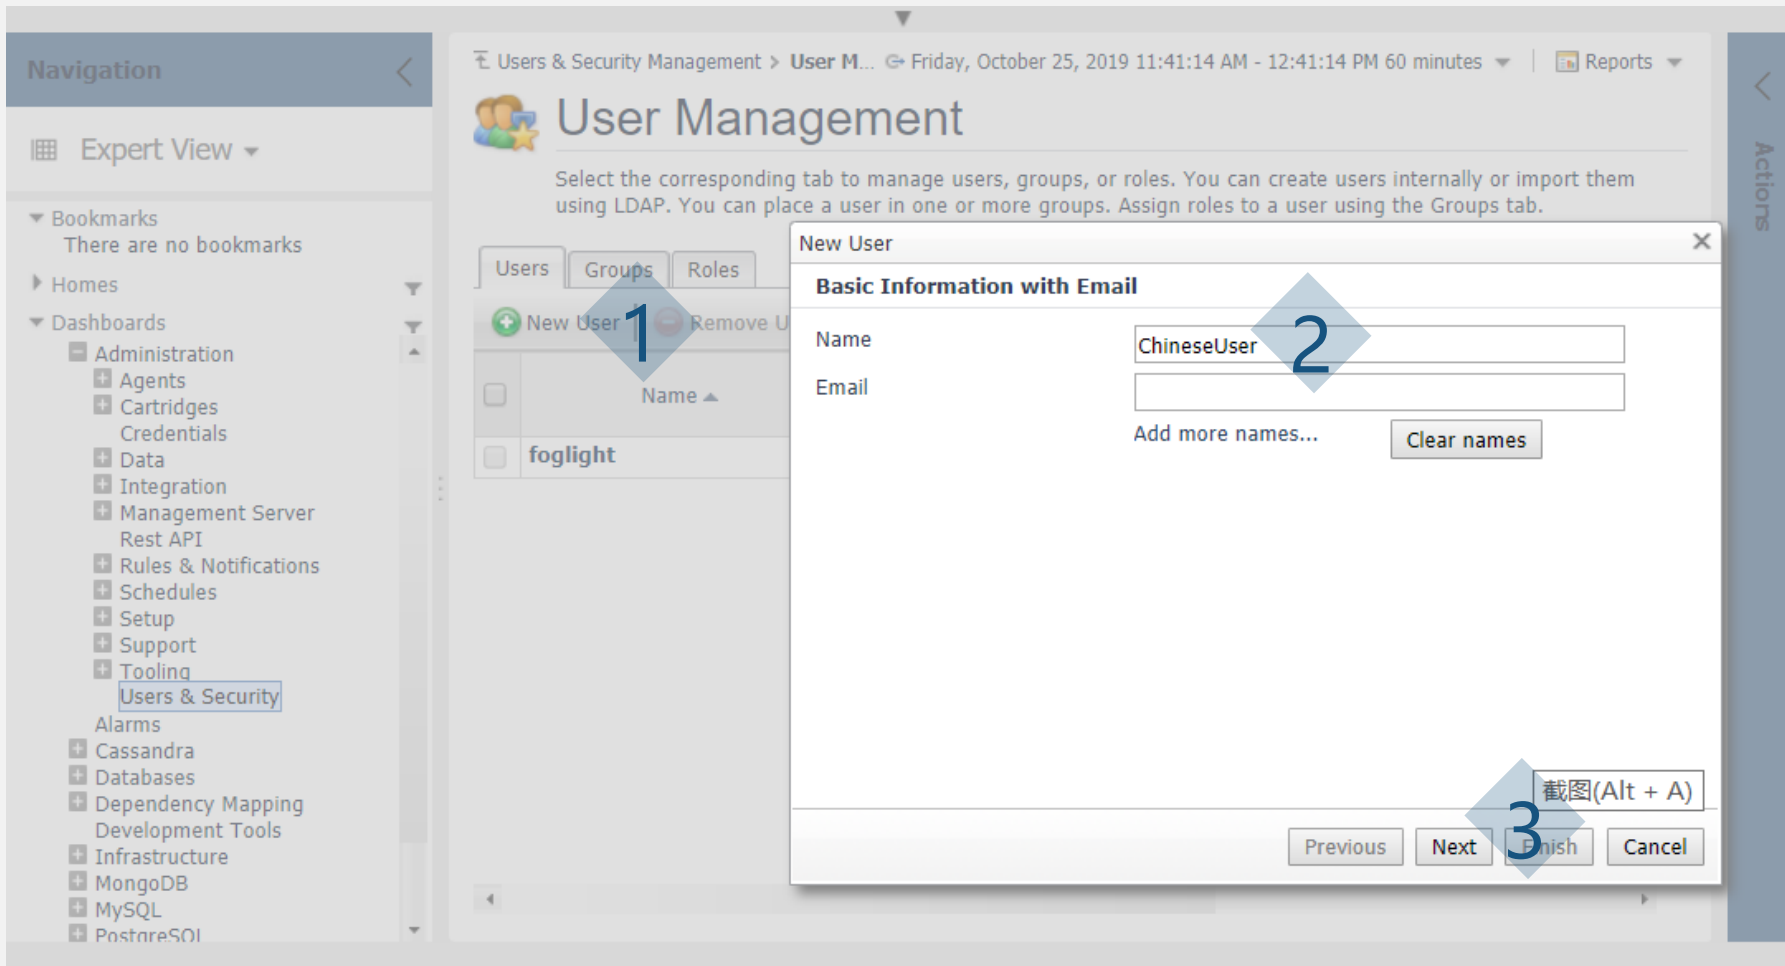 Navigation
Expert View
Bookmarks
There are no bookmarks
Homes
Dashboards
Administration
Agents
Cartridges
Credentials
Data
Integration
Management Server
Rest API
Rules & Notifications
Schedules
Setup
Support
Tooling
Users & Security
Alarms
Cassandra
Databases
Dependency Mapping
Development Tools
Infrastructure
MongoDB
MySQL
PostgreSQL
Users & Security Management > User M... Friday, October 25, 2019 11:41:14 AM - 12:41:14 PM 60 minutes | Reports
User Management
Select the corresponding tab to manage users, groups, or roles. You can create users internally or import them
using LDAP. You can place a user in one or more groups. Assign roles to a user using the Groups tab.
Users Groups Roles
New User | Remove U
1
Name
foglight
New User
Basic Information with Email
Name ChineseUser
2
Email
Add more names... Clear names
截图(Alt + A)
3
Previous Next Finish Cancel
Actions